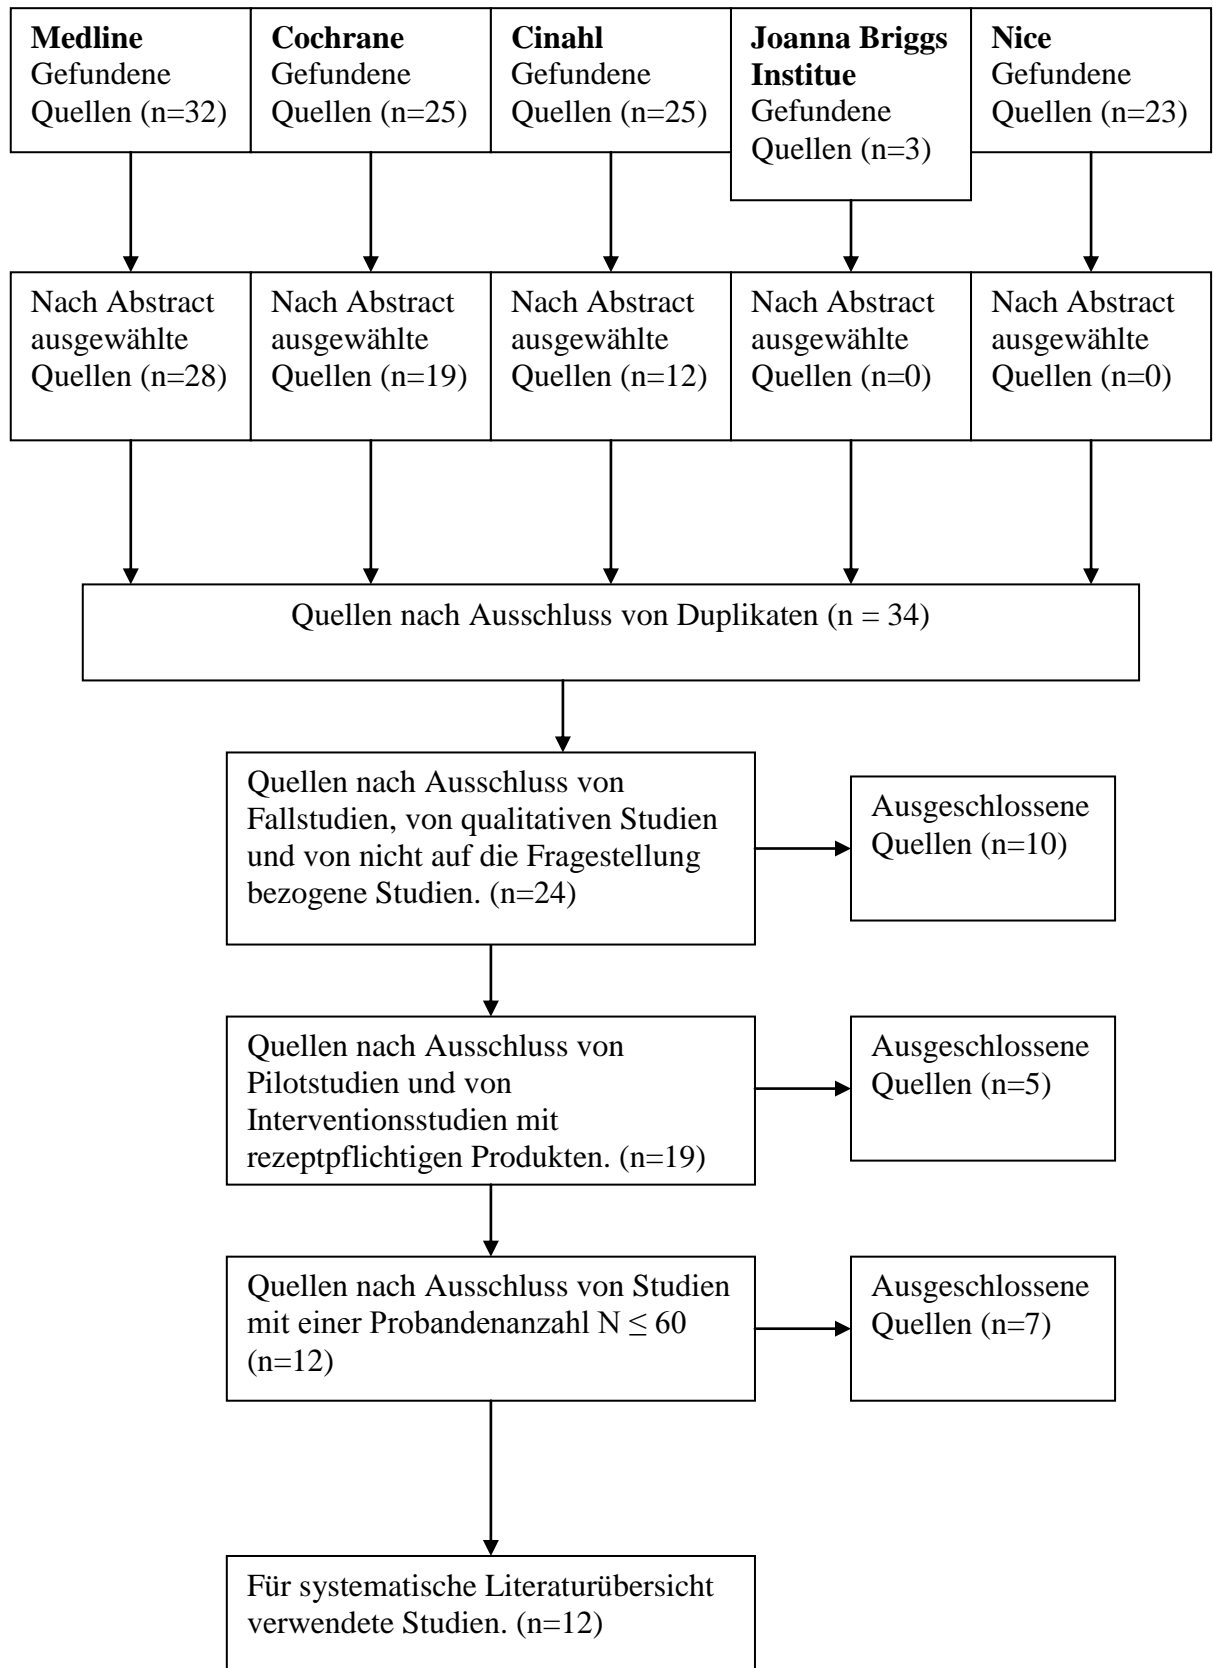 Medline
Gefundene
Quellen (n=32)
Cochrane
Gefundene
Quellen (n=25)
Cinahl
Gefundene
Quellen (n=25)
Joanna Briggs
Institue
Gefundene
Quellen (n=3)
Nice
Gefundene
Quellen (n=23)
Nach Abstract
ausgewählte
Quellen (n=28)
Nach Abstract
ausgewählte
Quellen (n=19)
Nach Abstract
ausgewählte
Quellen (n=12)
Nach Abstract
ausgewählte
Quellen (n=0)
Nach Abstract
ausgewählte
Quellen (n=0)
Quellen nach Ausschluss von Duplikaten (n = 34)
Quellen nach Ausschluss von
Fallstudien, von qualitativen Studien
und von nicht auf die Fragestellung
bezogene Studien. (n=24)
Ausgeschlossene
Quellen (n=10)
Quellen nach Ausschluss von
Pilotstudien und von
Interventionsstudien mit
rezeptpflichtigen Produkten. (n=19)
Ausgeschlossene
Quellen (n=5)
Quellen nach Ausschluss von Studien
mit einer Probandenanzahl N ≤ 60
(n=12)
Ausgeschlossene
Quellen (n=7)
Für systematische Literaturübersicht
verwendete Studien. (n=12)